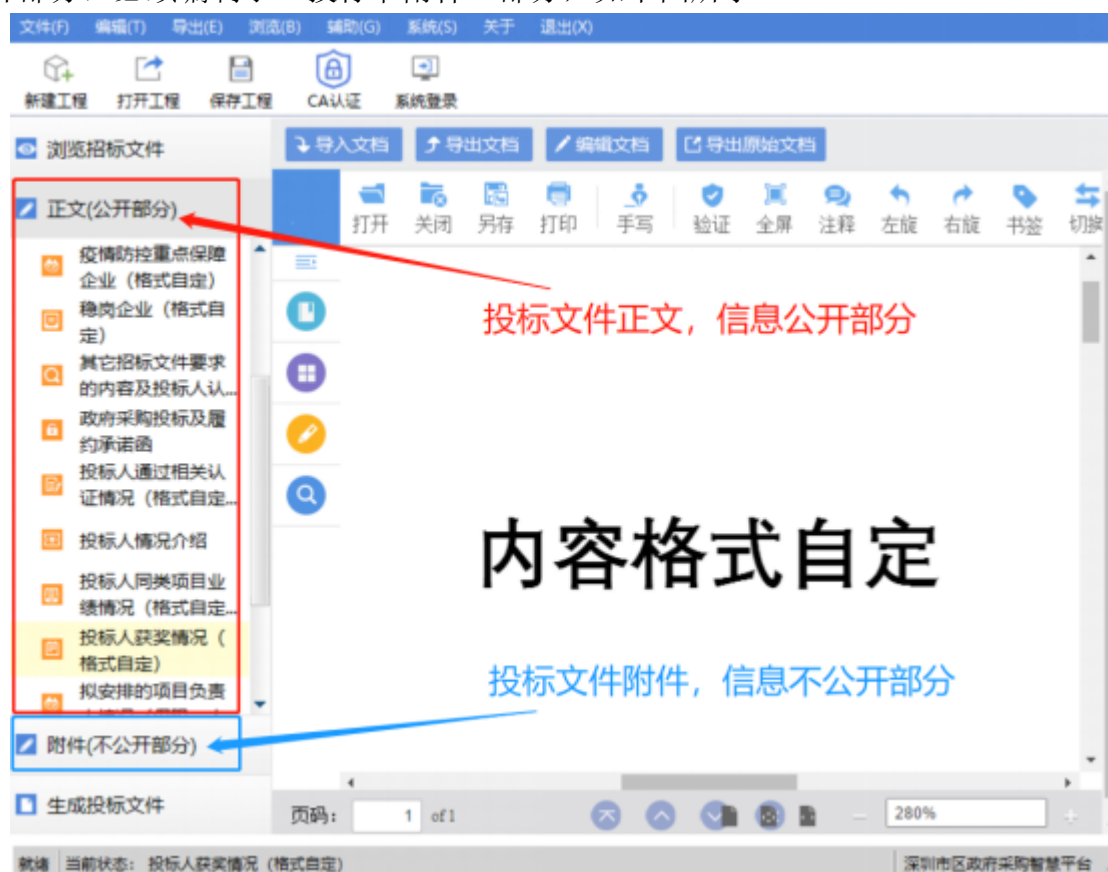 文件(F) 编辑(T) 导出(E) 浏览(B) 辅助(G) 系统(S) 关于 退出(X)
新建工程 打开工程 保存工程 CA认证 系统登录
浏览招标文件
导入文档 导出文档 编辑文档 导出原始文档
正文(公开部分)
打开 关闭 另存 打印 手写 验证 全屏 注释 左旋 右旋 书签 切换
疫情防控重点保障
企业（格式自定）
稳岗企业（格式自
定）
其它招标文件要求
的内容及投标人认...
政府采购投标及履
约承诺函
投标人通过相关认
证情况（格式自定...
投标人情况介绍
投标人同类项目业
绩情况（格式自定...
投标人获奖情况（
格式自定）
拟安排的项目负责
投标文件正文，信息公开部分
内容格式自定
投标文件附件，信息不公开部分
附件(不公开部分)
生成投标文件
页码： 1 of 1 280%
就绪 当前状态：投标人获奖情况（格式自定） 深圳市区政府采购智慧平台